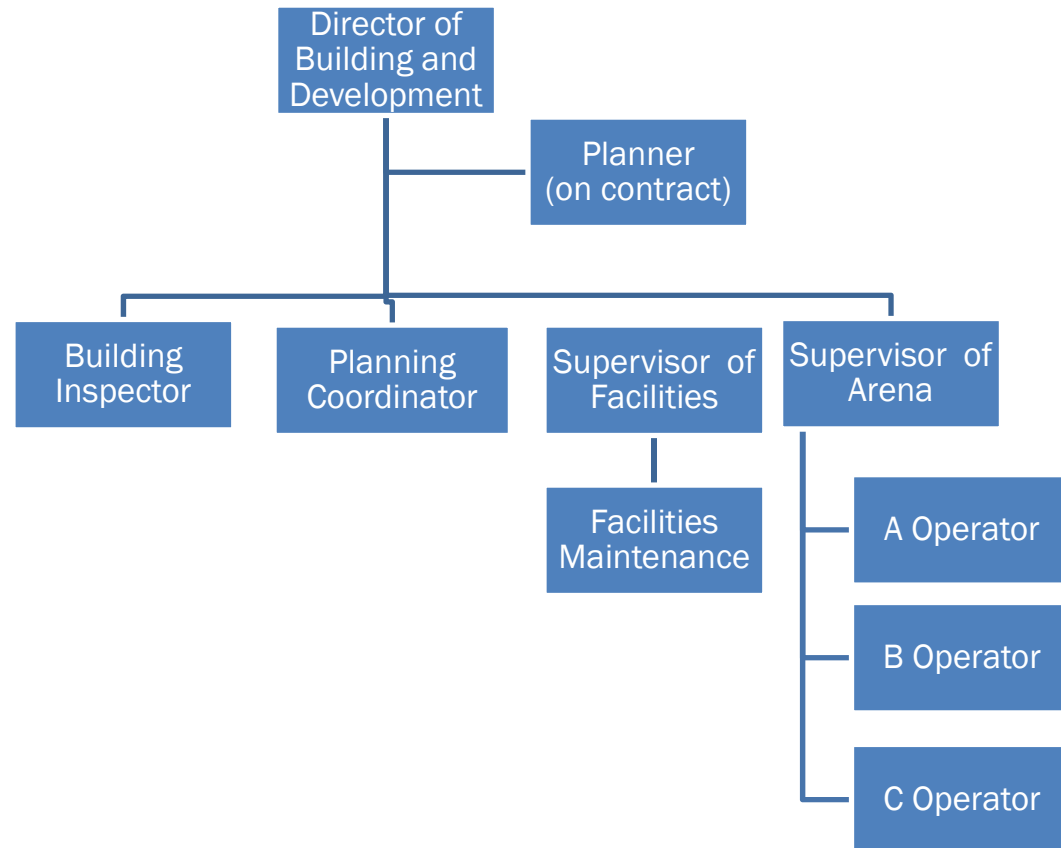 Director of
Building and
Development
Planner
(on contract)
Building
Inspector
Planning
Coordinator
Supervisor of
Facilities
Supervisor of
Arena
Facilities
Maintenance
A Operator
B Operator
C Operator